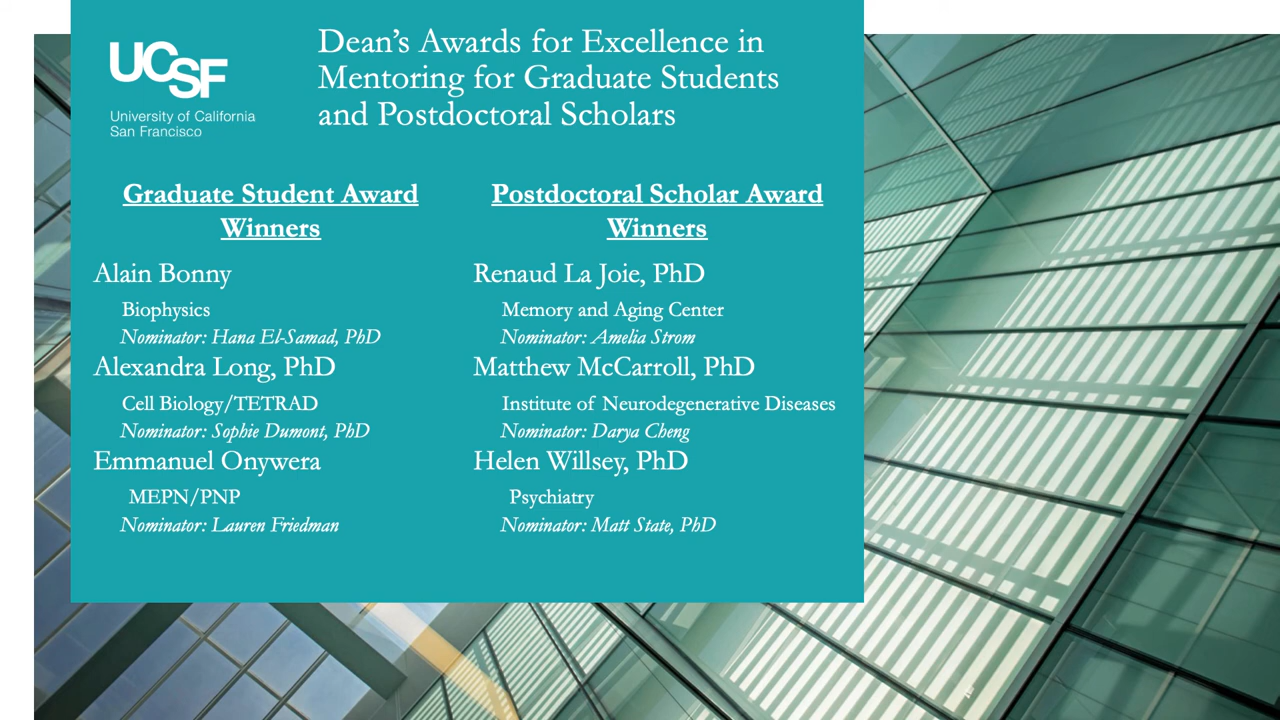 UCSF
University of California
San Francisco
Dean’s Awards for Excellence in
Mentoring for Graduate Students
and Postdoctoral Scholars
Graduate Student Award
Winners
Alain Bonny
Biophysics
Nominator: Hana El-Samad, PhD
Alexandra Long, PhD
Cell Biology/TETRAD
Nominator: Sophie Dumont, PhD
Emmanuel Onywera
MEPN/PNP
Nominator: Lauren Friedman
Postdoctoral Scholar Award
Winners
Renaud La Joie, PhD
Memory and Aging Center
Nominator: Amelia Strom
Matthew McCarroll, PhD
Institute of Neurodegenerative Diseases
Nominator: Darya Cheng
Helen Willsey, PhD
Psychiatry
Nominator: Matt State, PhD